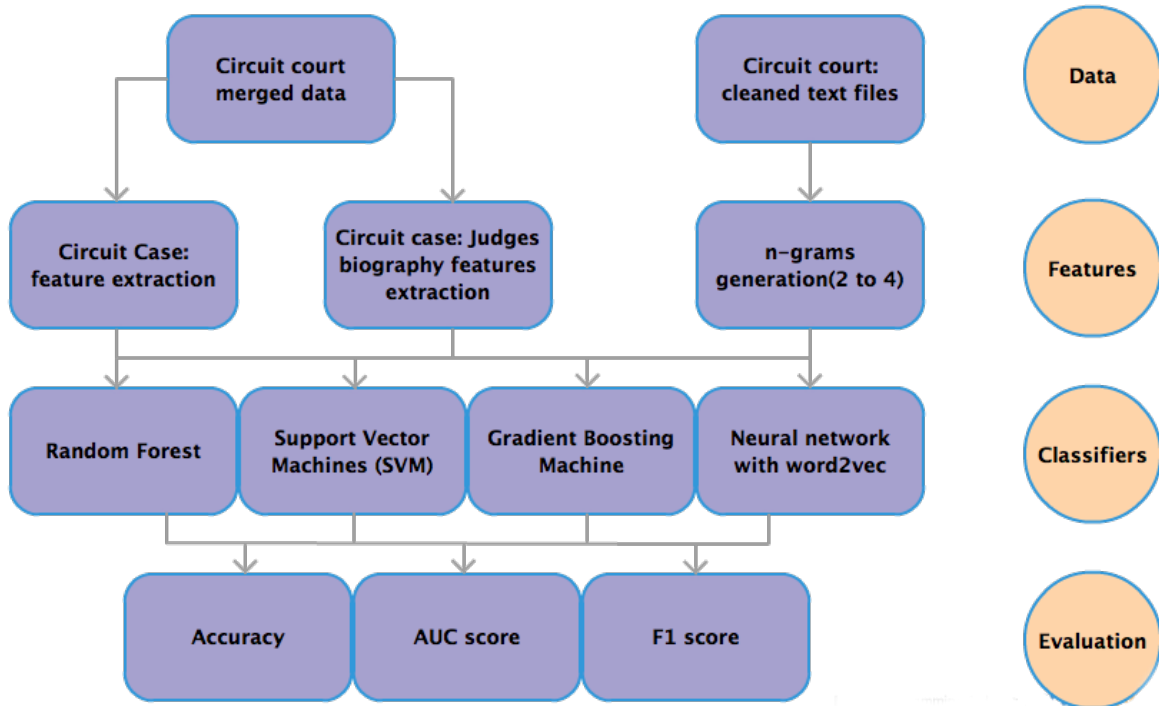 Circuit court
merged data
Circuit court:
cleaned text files
Data
Circuit Case:
feature extraction
Circuit case: Judges
biography features
extraction
n-grams
generation(2 to 4)
Features
Random Forest
Support Vector
Machines (SVM)
Gradient Boosting
Machine
Neural network
with word2vec
Classifiers
Accuracy
AUC score
F1 score
Evaluation